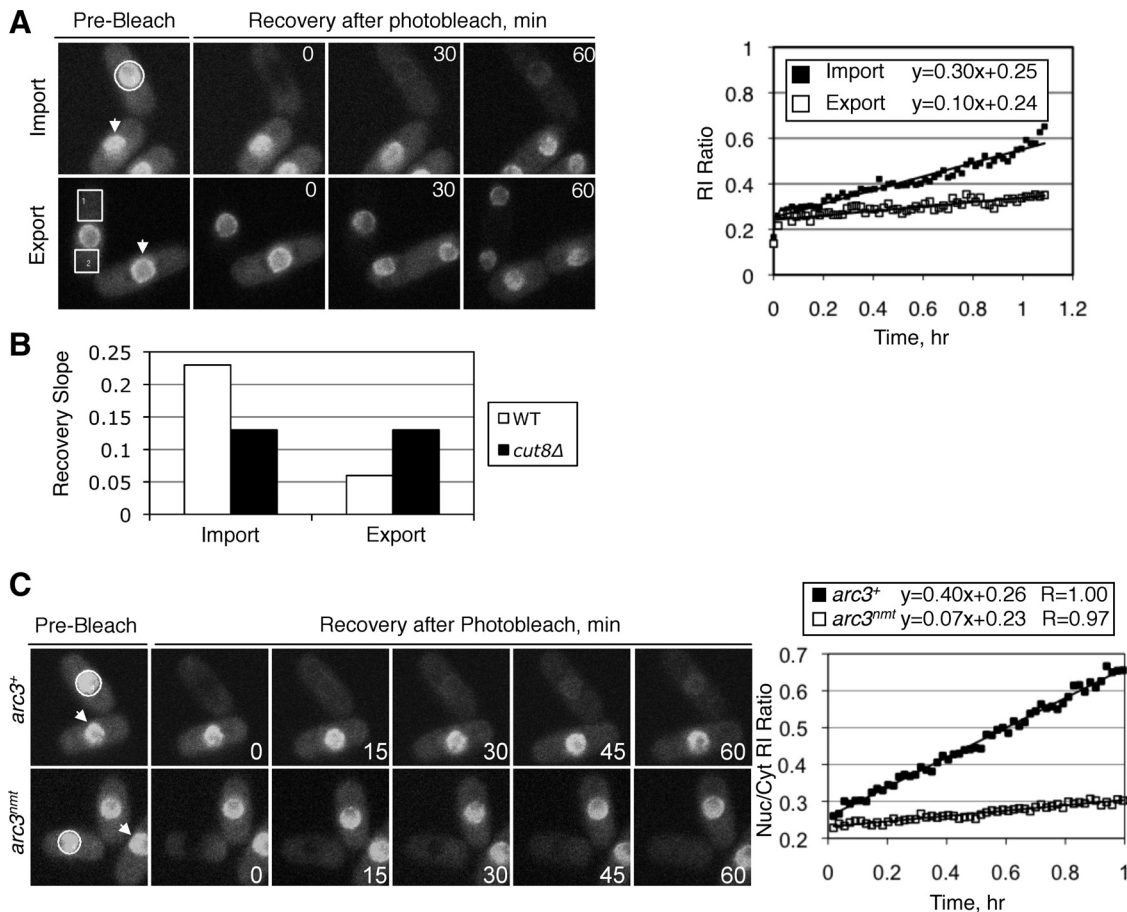 A
Pre-Bleach
Recovery after photobleach, min
Import
0
30
60
Export
1
2
0
30
60
1
0.8
0.6
0.4
0.2
0
RI Ratio
Import y=0.30x+0.25
Export y=0.10x+0.24
0 0.2 0.4 0.6 0.8 1 1.2
Time, hr
B
Recovery Slope
0.25
0.2
0.15
0.1
0.05
0
Import
Export
WT
cut8Δ
C
Pre-Bleach
Recovery after Photobleach, min
arc3⁺
0
15
30
45
60
arc3ⁿᵐᵗ
0
15
30
45
60
arc3⁺ y=0.40x+0.26 R=1.00
arc3ⁿᵐᵗ y=0.07x+0.23 R=0.97
Nuc/Cyt RI Ratio
0.7
0.6
0.5
0.4
0.3
0.2
0 0.2 0.4 0.6 0.8 1
Time, hr